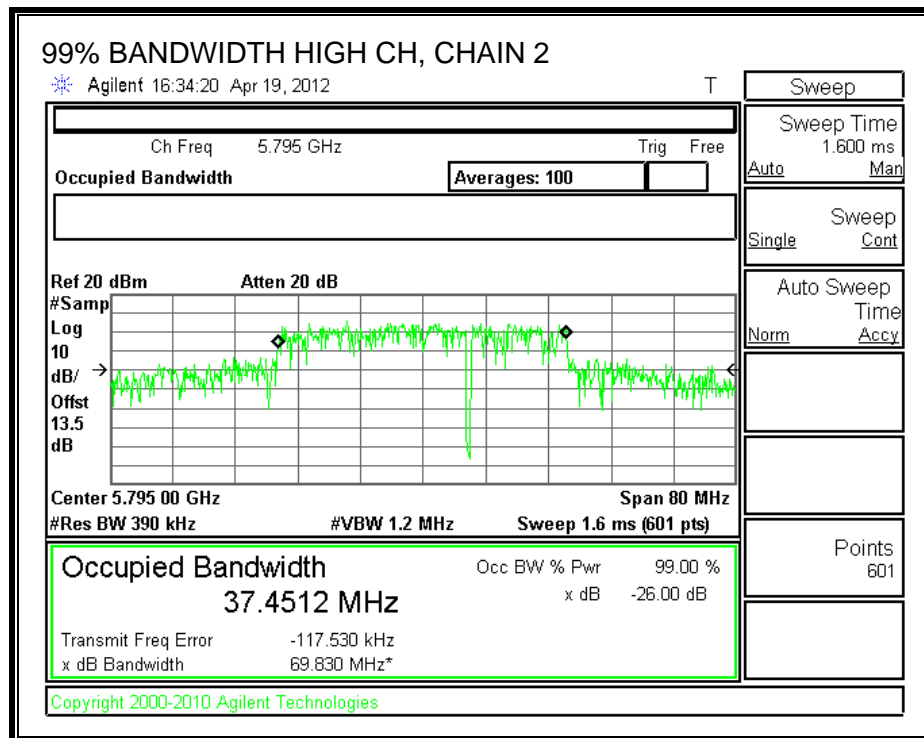 99% BANDWIDTH HIGH CH, CHAIN 2
Agilent 16:34:20 Apr 19, 2012 T
Ch Freq 5.795 GHz Trig Free
Occupied Bandwidth Averages: 100
Ref 20 dBm Atten 20 dB
#Samp
Log
10
dB/
Offst
13.5
dB
Center 5.795 00 GHz Span 80 MHz
#Res BW 390 kHz #VBW 1.2 MHz Sweep 1.6 ms (601 pts)
Occupied Bandwidth Occ BW % Pwr 99.00 %
37.4512 MHz x dB -26.00 dB
Transmit Freq Error -117.530 kHz
x dB Bandwidth 69.830 MHz*
Copyright 2000-2010 Agilent Technologies
Sweep
Sweep Time
1.600 ms
Auto Man
Sweep
Single Cont
Auto Sweep
Time
Norm Accy
Points
601